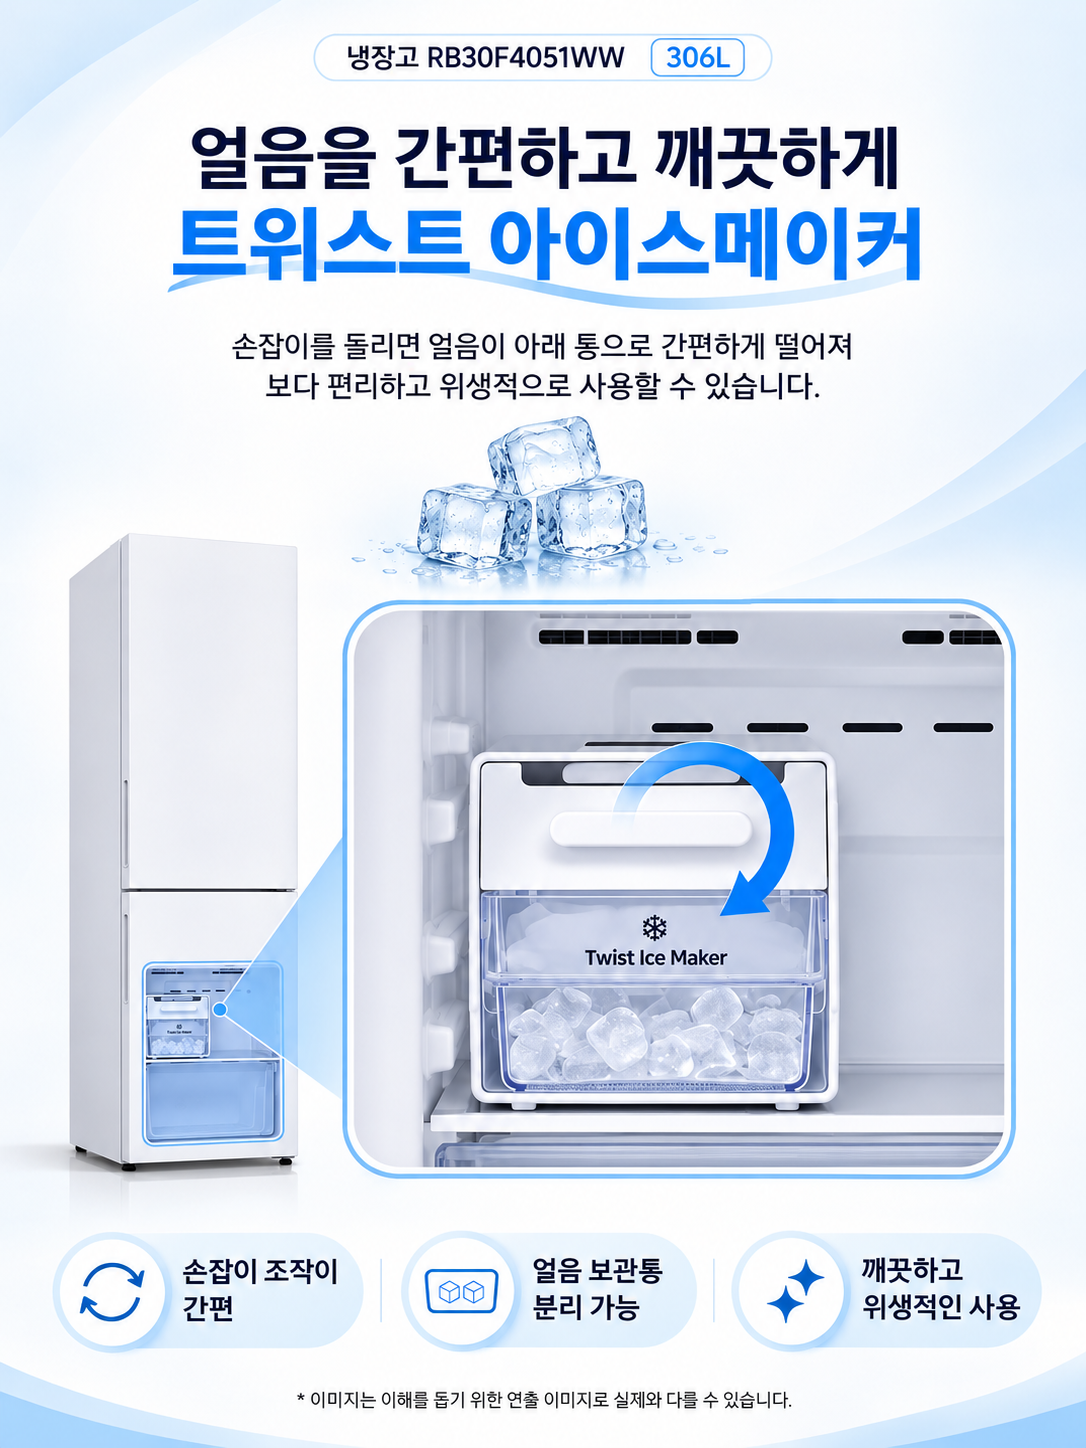 냉장고 RB30F4051WW 306L
얼음을 간편하고 깨끗하게
트위스트 아이스메이커
손잡이를 돌리면 얼음이 아래 통으로 간편하게 떨어져
보다 편리하고 위생적으로 사용할 수 있습니다.
Twist Ice Maker
Twist Ice Maker
손잡이 조작이
간편
얼음 보관통
분리 가능
깨끗하고
위생적인 사용
* 이미지는 이해를 돕기 위한 연출 이미지로 실제와 다를 수 있습니다.